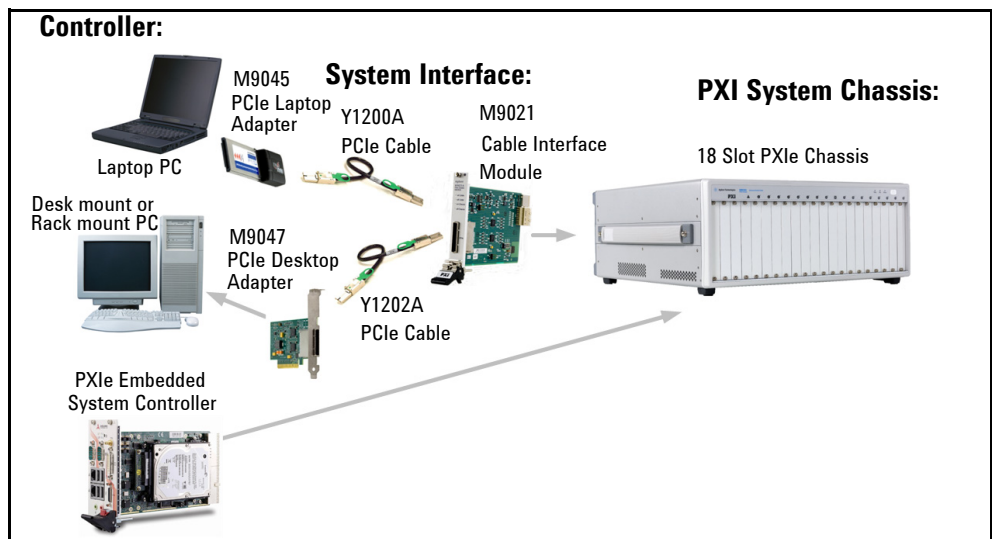 Controller:
M9045
PCIe Laptop
Adapter
Laptop PC
System Interface:
Y1200A
PCIe Cable
M9021
Cable Interface
Module
PXI System Chassis:
18 Slot PXIe Chassis
Desk mount or
Rack mount PC
M9047
PCIe Desktop
Adapter
Y1202A
PCIe Cable
PXIe Embedded
System Controller
PXI
PXI